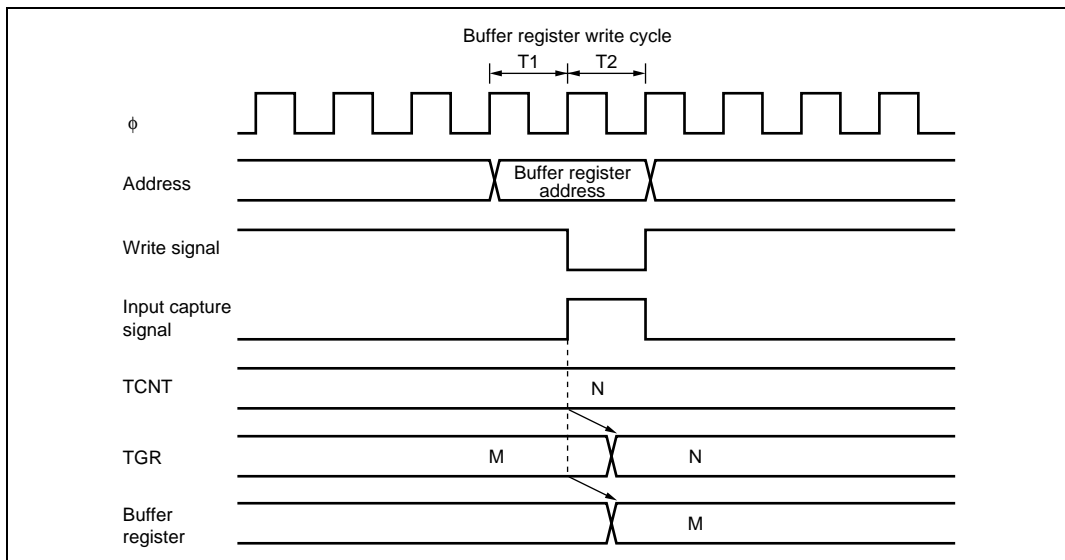 Buffer register write cycle
T1 T2
ϕ
Address
Buffer register
address
Write signal
Input capture
signal
TCNT
N
TGR
M N
Buffer
register
M